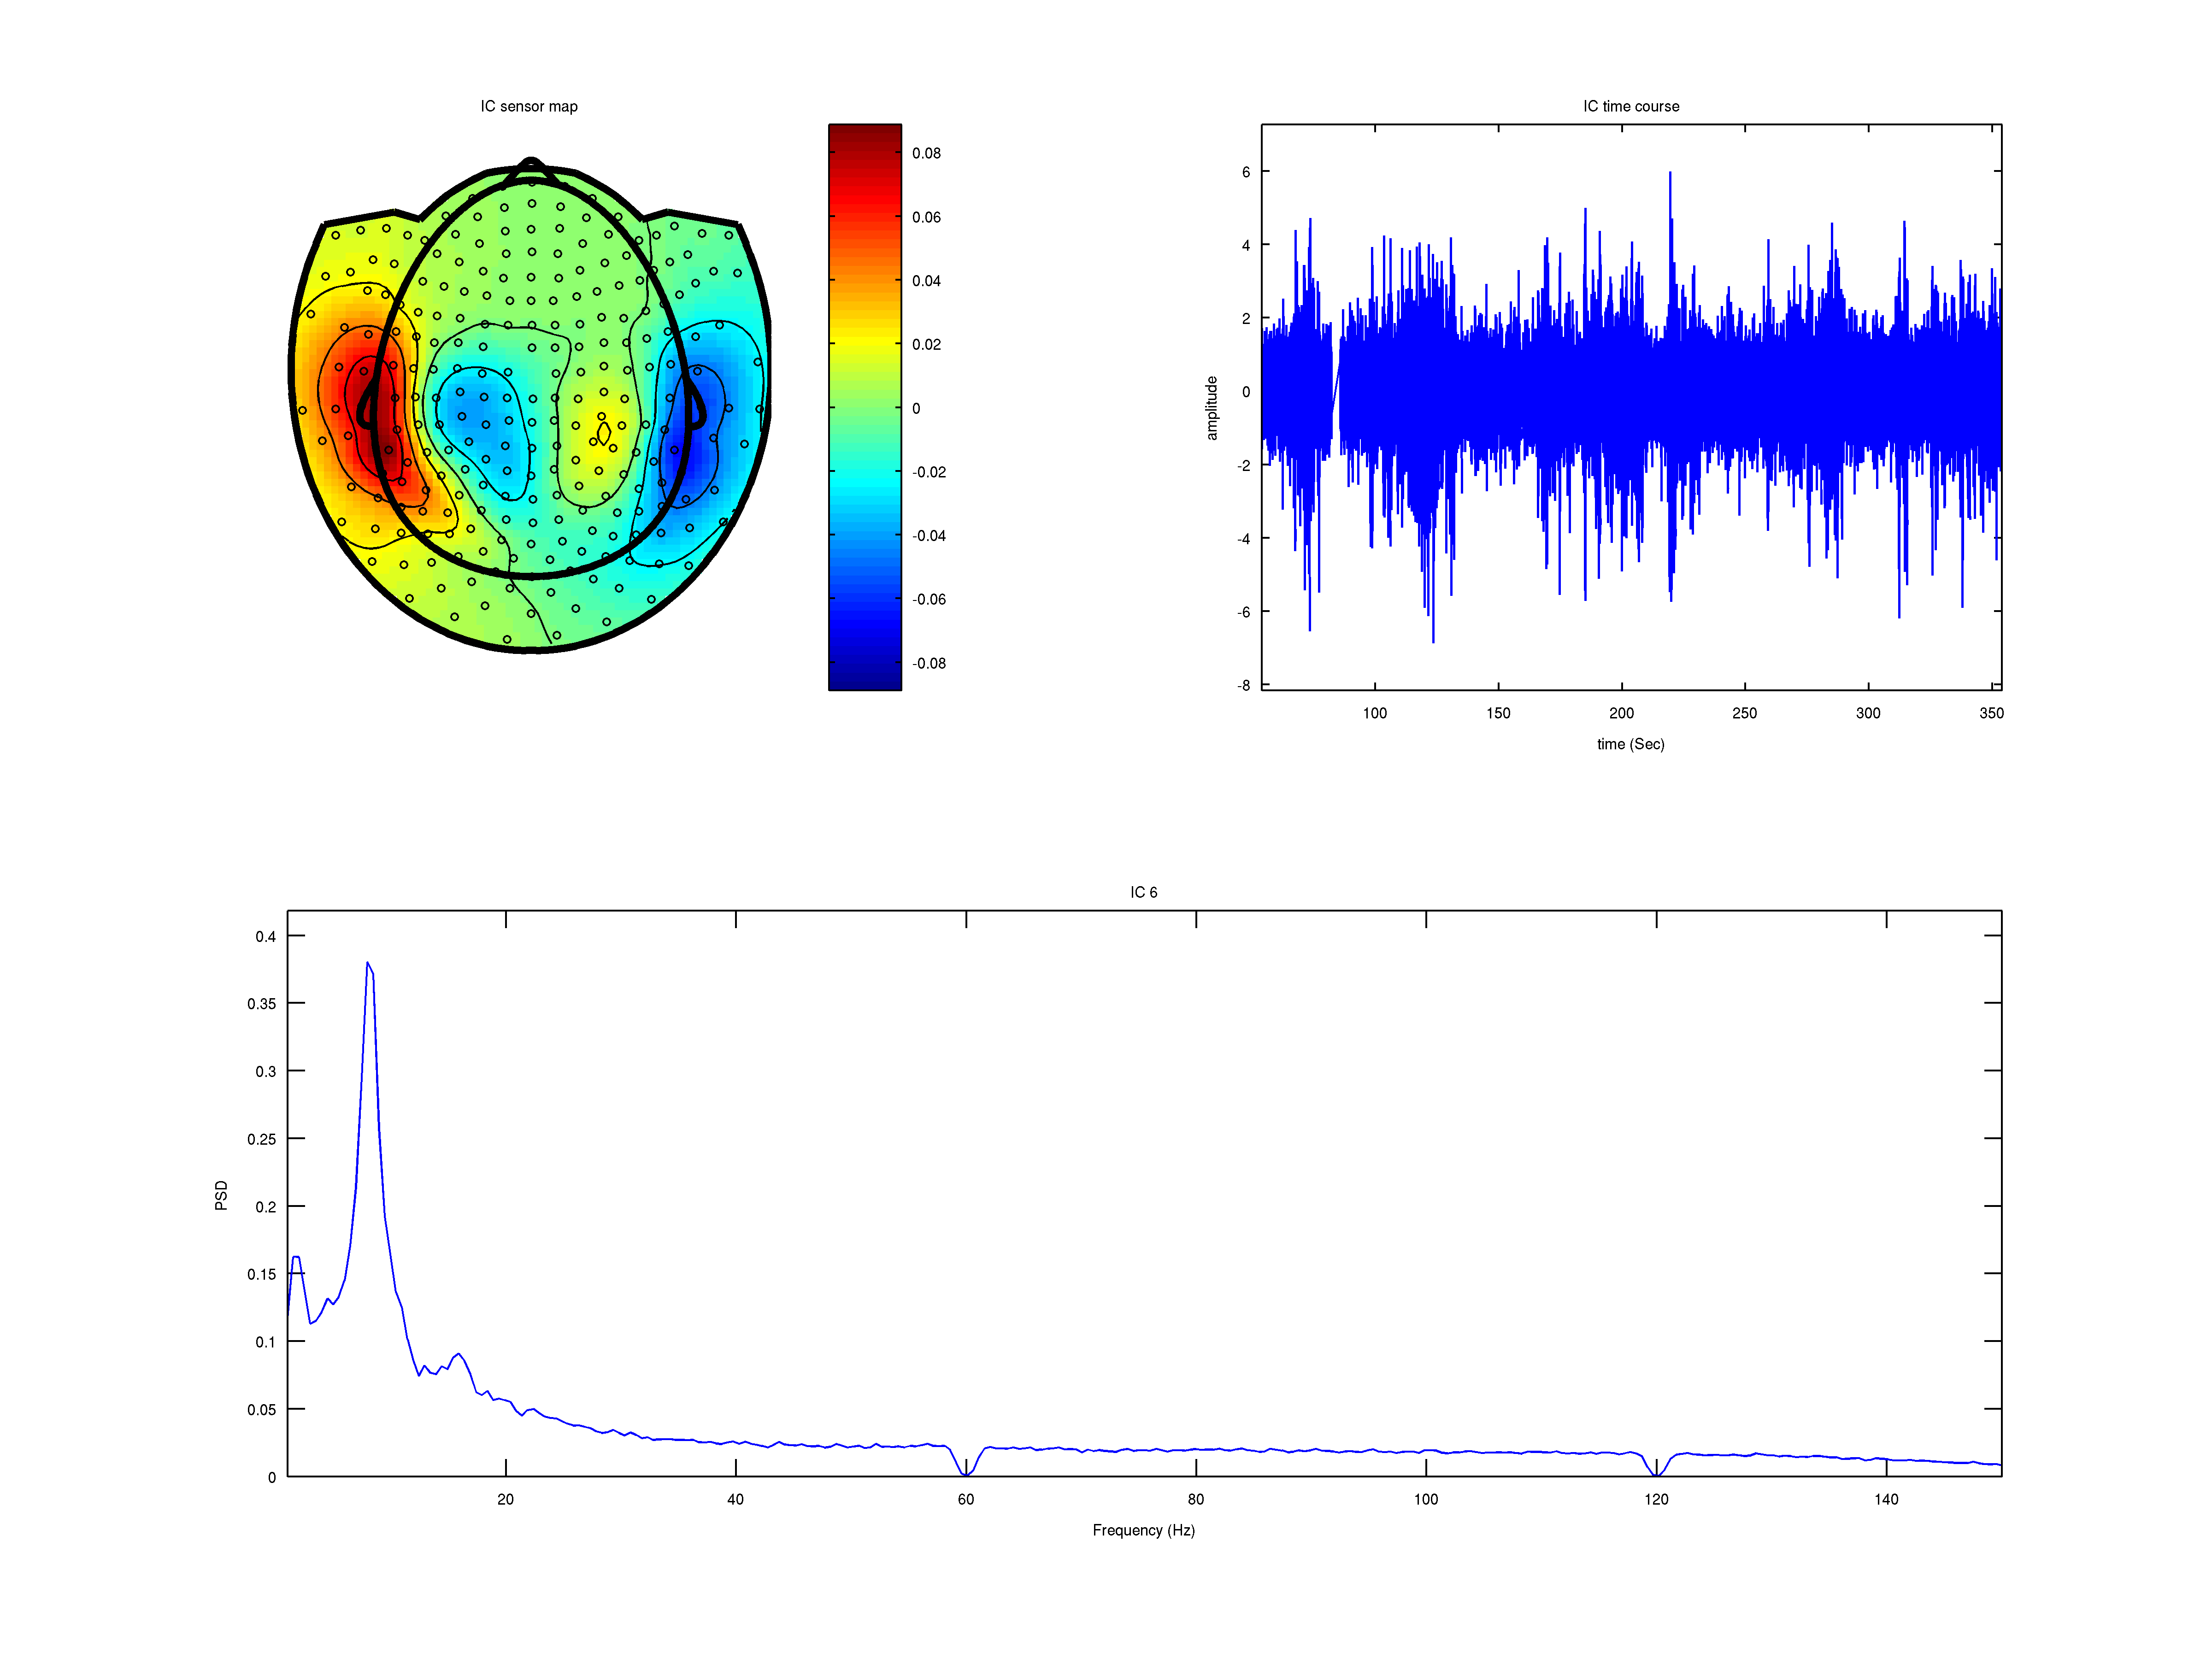 IC sensor map
0.08
0.06
0.04
0.02
0
-0.02
-0.04
-0.06
-0.08
IC time course
amplitude
6
4
2
0
-2
-4
-6
-8
100 150 200 250 300 350
time (Sec)
IC 6
PSD
0.4
0.35
0.3
0.25
0.2
0.15
0.1
0.05
0
20 40 60 80 100 120 140
Frequency (Hz)